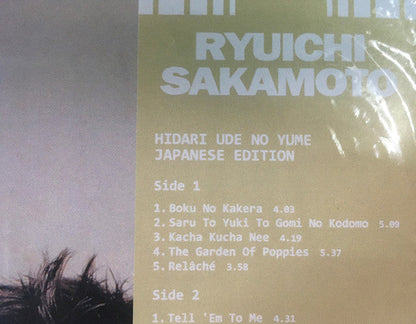 RYUICHI
SAKAMOTO
HIDARI UDE NO YUME
JAPANESE EDITION
Side 1
1. Boku No Kakera 4.03
2. Saru To Yuki To Gomi No Kodomo 5.09
3. Kacha Kucha Nee 4.19
4. The Garden Of Poppies 5.37
5. Relâché 3.58
Side 2
1. Tell 'Em To Me 4.31